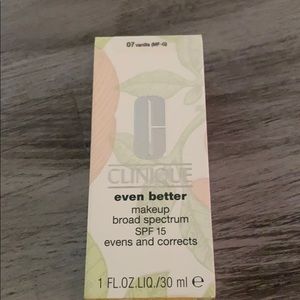 07 vanilla (MF-G)
C
CLINIQUE
even better
makeup
broad spectrum
SPF 15
evens and corrects
1 FL.OZ.LIQ./30 ml ℮